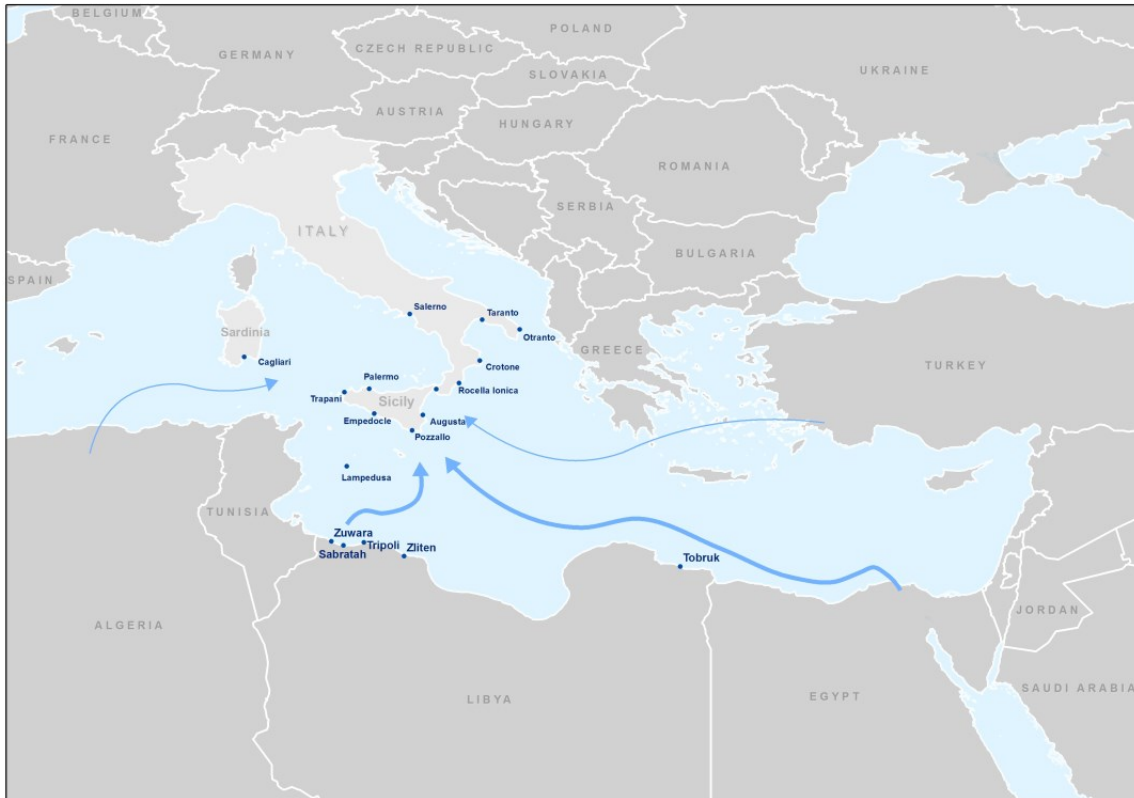 BELGIUM
POLAND
GERMANY
CZECH REPUBLIC
UKRAINE
SLOVAKIA
AUSTRIA
FRANCE
HUNGARY
ROMANIA
SERBIA
ITALY
BULGARIA
SPAIN
Salerno
Taranto
Sardinia
Otranto
GREECE
Cagliari
Crotone
TURKEY
Palermo
Rocella Ionica
Trapani
Sicily
Empedocle
Augusta
Pozzallo
Lampedusa
TUNISIA
Zuwara
Tripoli
Zliten
Sabratah
Tobruk
JORDAN
ALGERIA
SAUDI ARABIA
LIBYA
EGYPT